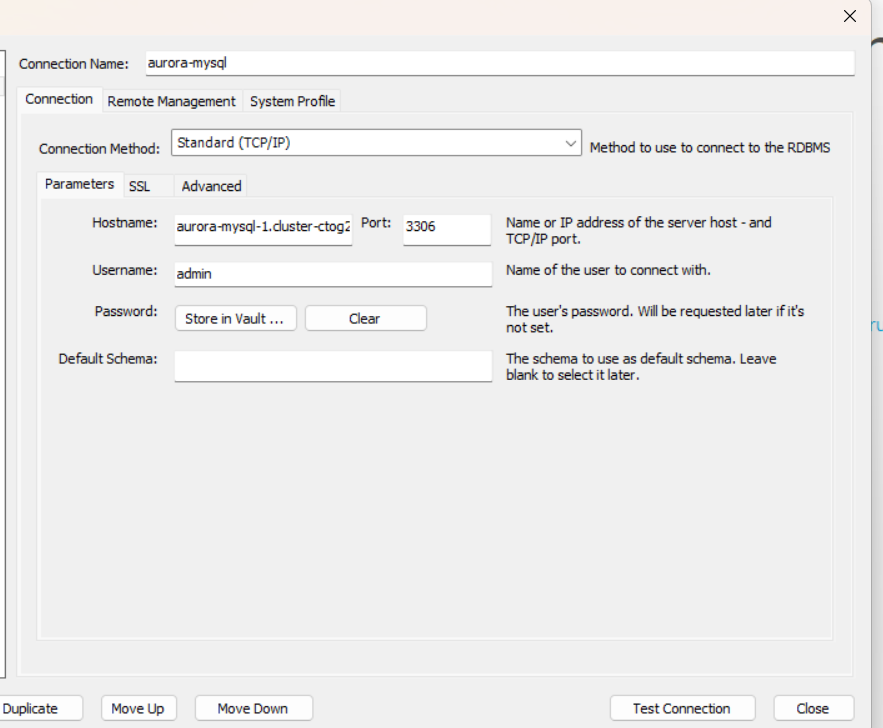 Connection Name: aurora-mysql
Connection Remote Management System Profile
Connection Method: Standard (TCP/IP) Method to use to connect to the RDBMS
Parameters SSL Advanced
Hostname: aurora-mysql-1.cluster-ctog2 Port: 3306 Name or IP address of the server host - and
TCP/IP port.
Username: admin Name of the user to connect with.
Password: Store in Vault ... Clear The user's password. Will be requested later if it's
not set.
Default Schema: The schema to use as default schema. Leave
blank to select it later.
Duplicate Move Up Move Down Test Connection Close